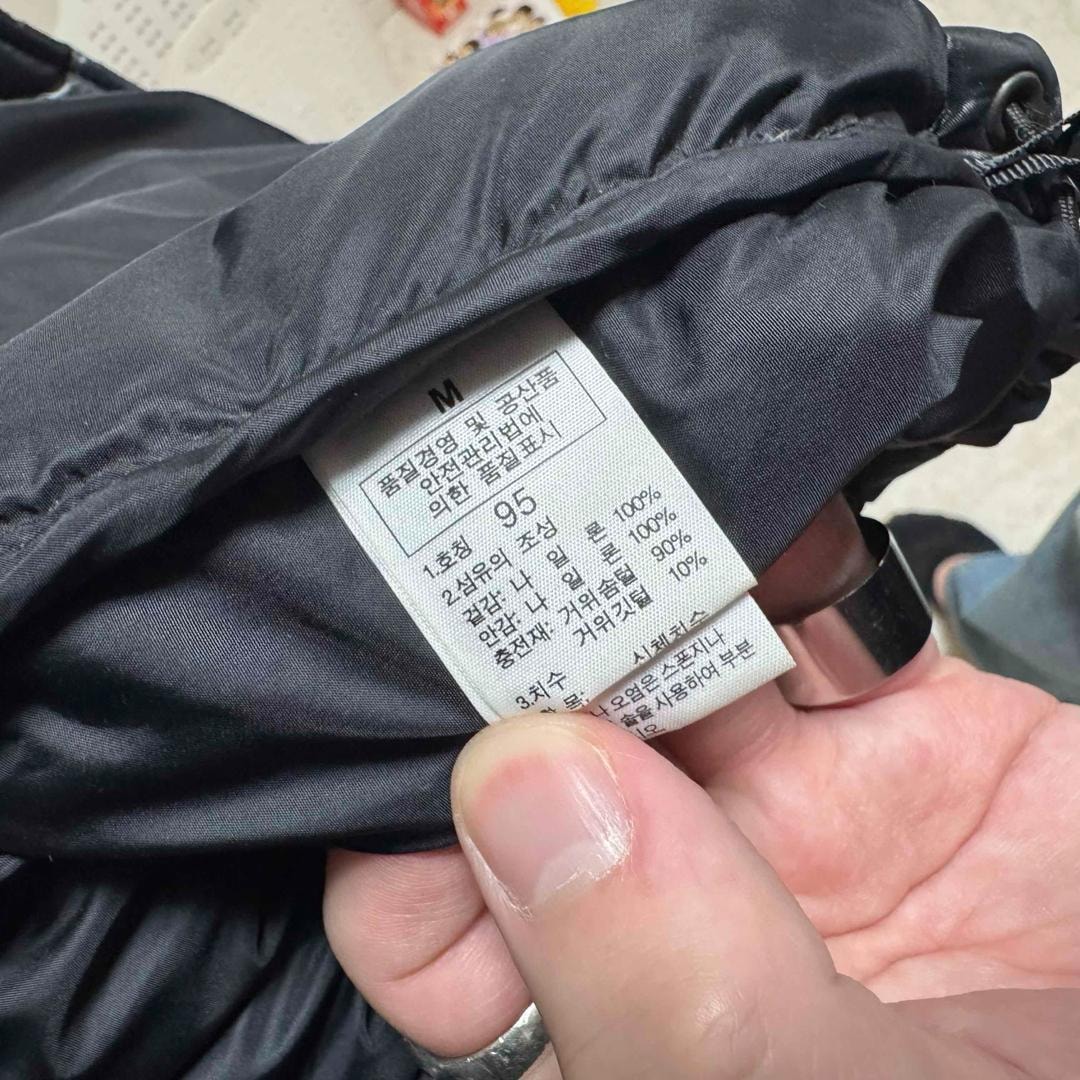 M
품질경영 및 공산품
안전관리법에
의한 품질표시
1.호칭 95
2.섬유의 조성
겉감: 나 일 론 100%
안감: 나 일 론 100%
충전재: 거위솜털 90%
거위깃털 10%
3.치수 시체치수
오염은 스폰지나
솔을 사용하여 부분